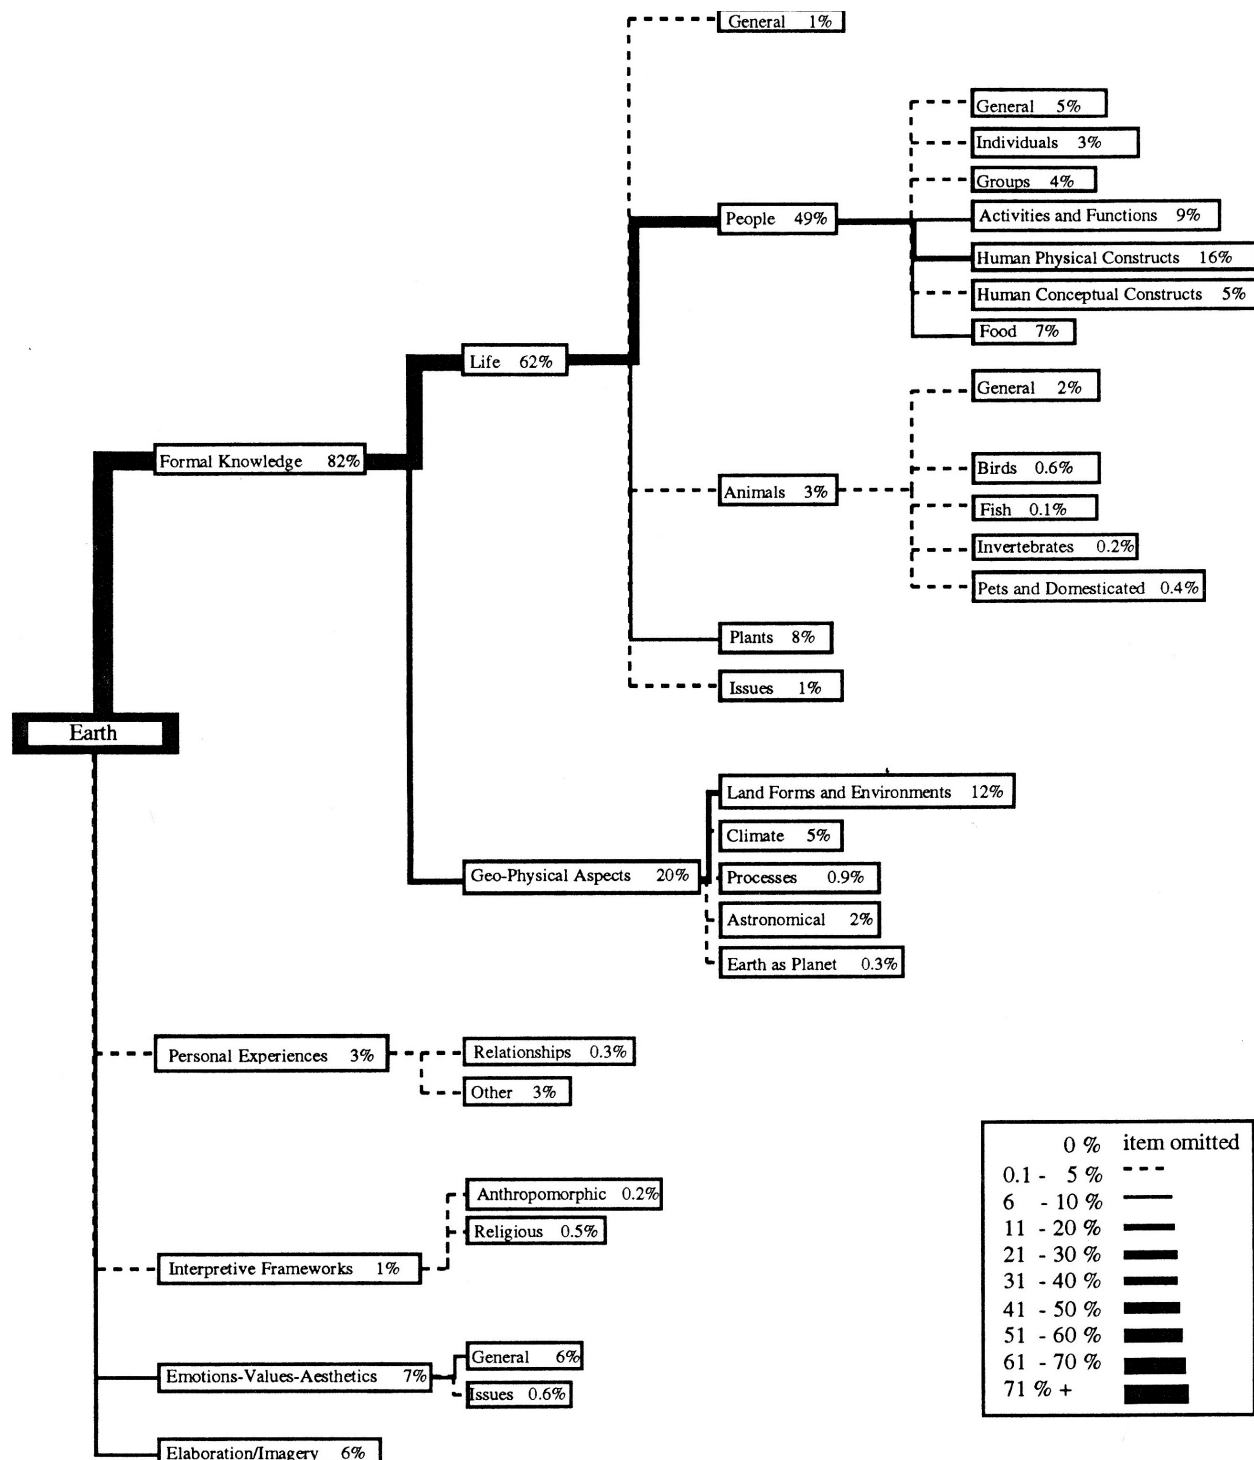 General 1%
General 5%
Individuals 3%
Groups 4%
People 49%
Activities and Functions 9%
Human Physical Constructs 16%
Human Conceptual Constructs 5%
Food 7%
Life 62%
General 2%
Formal Knowledge 82%
Birds 0.6%
Animals 3%
Fish 0.1%
Invertebrates 0.2%
Pets and Domesticated 0.4%
Plants 8%
Issues 1%
Earth
Land Forms and Environments 12%
Climate 5%
Geo-Physical Aspects 20%
Processes 0.9%
Astronomical 2%
Earth as Planet 0.3%
Personal Experiences 3%
Relationships 0.3%
Other 3%
Anthropomorphic 0.2%
Religious 0.5%
Interpretive Frameworks 1%
General 6%
Emotions-Values-Aesthetics 7%
Issues 0.6%
Elaboration/Imagery 6%
0 % item omitted
0.1 - 5 %
6 - 10 %
11 - 20 %
21 - 30 %
31 - 40 %
41 - 50 %
51 - 60 %
61 - 70 %
71 % +